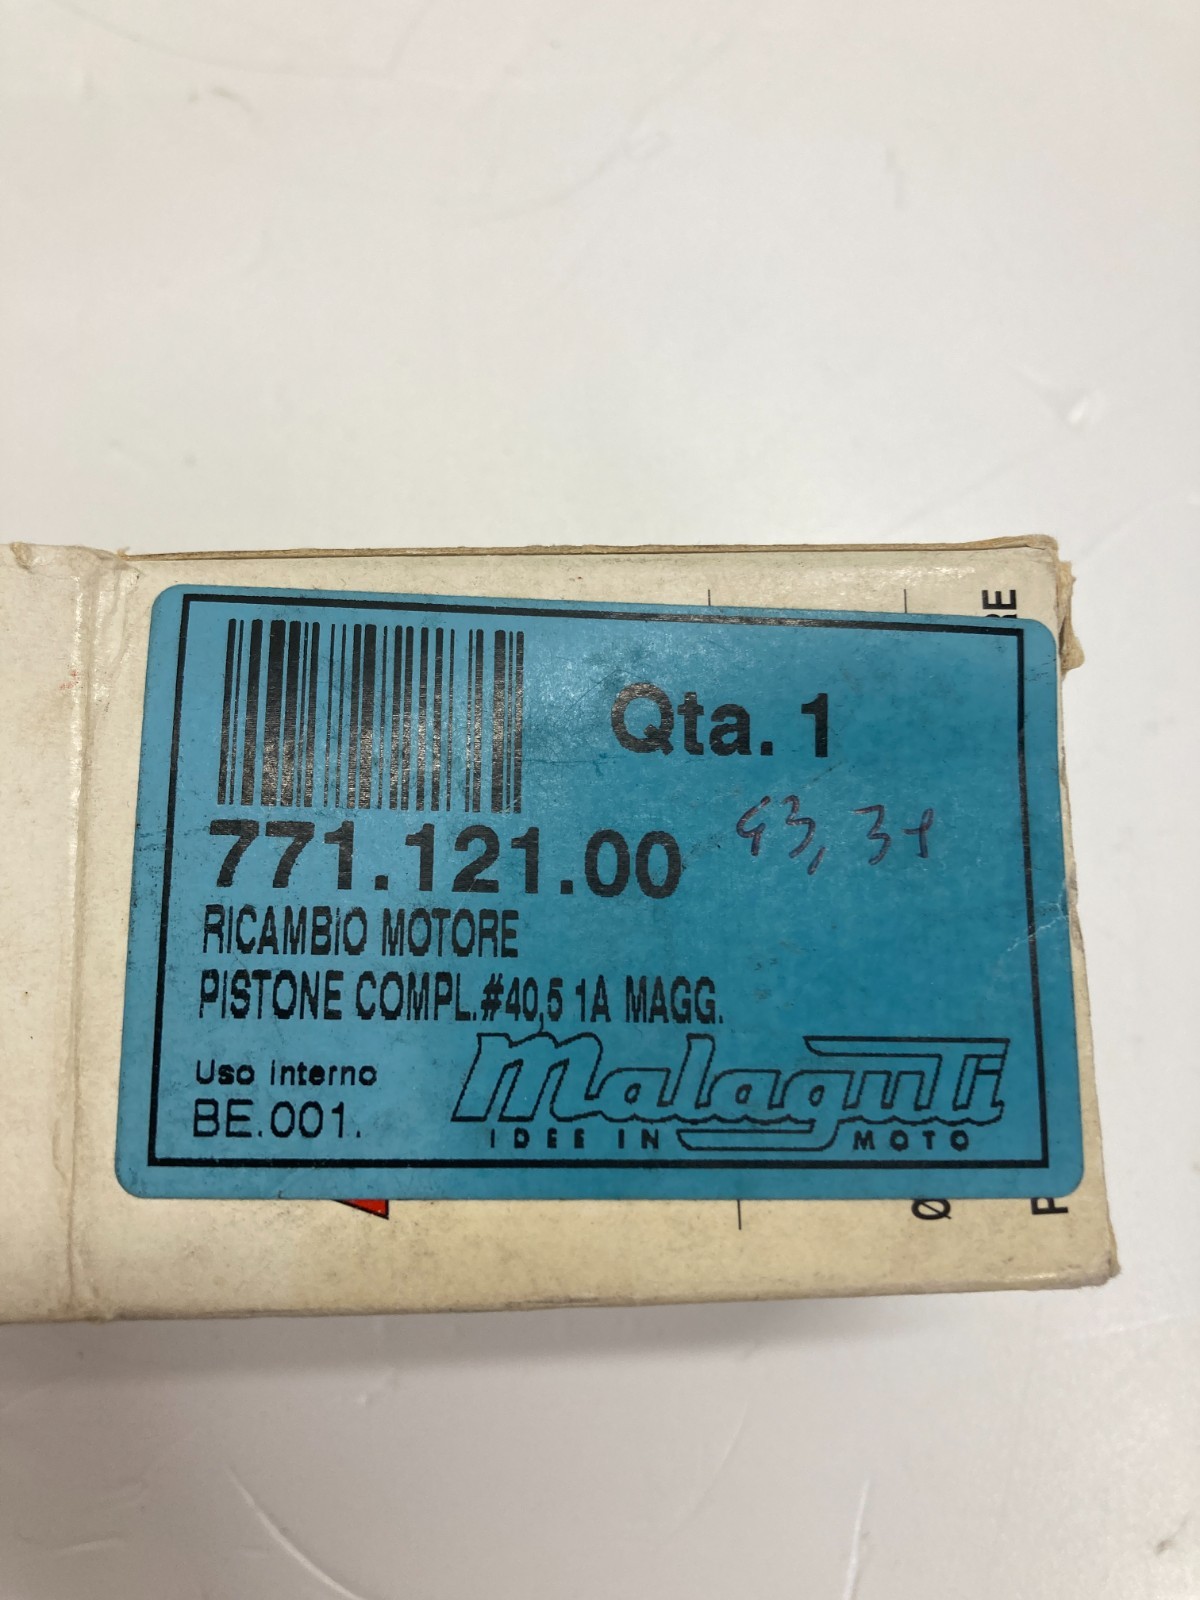 Qta. 1
771.121.00
RICAMBIO MOTORE
PISTONE COMPL.#40,5 1A MAGG.
Uso interno
BE.001.
Malaguti
IDEE IN MOTO
Ø